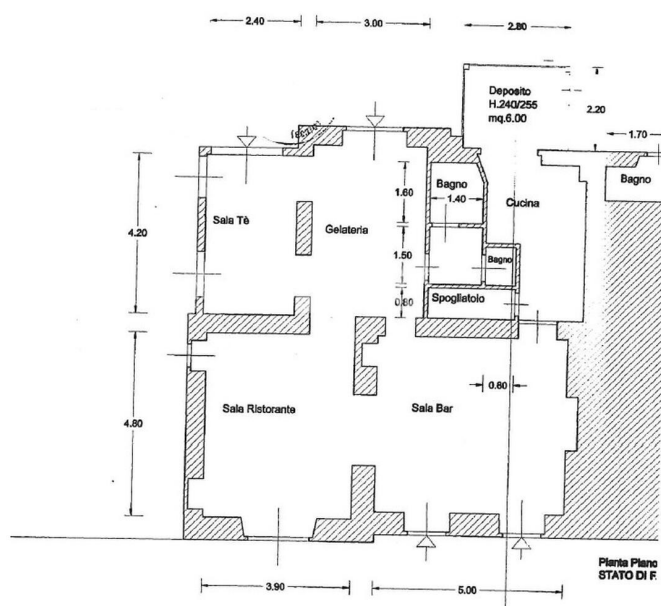 2.40
3.00
2.80
Deposito
H.240/255
mq.6.00
2.20
1.70
Bagno
1.60
1.40
Bagno
Cucina
Sala Tè
Gelateria
4.20
1.50
Bagno
0.80
Spogliatoio
4.80
Sala Ristorante
Sala Bar
0.60
Pianta Piano
STATO DI F
3.90
5.00